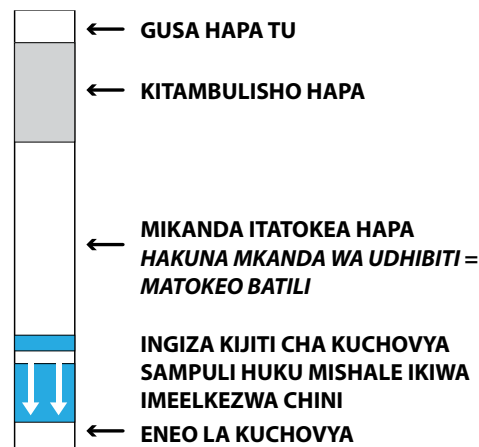 GUSA HAPA TU
KITAMBULISHO HAPA
MIKANDA ITATOKEA HAPA
HAKUNA MKANDA WA UDHIBITI =
MATOKEO BATILI
INGIZA KIJITI CHA KUCHOVYA
SAMPULI HUKU MISHALE IKIWA
IMEELKEZWA CHINI
ENEO LA KUCHOVYA